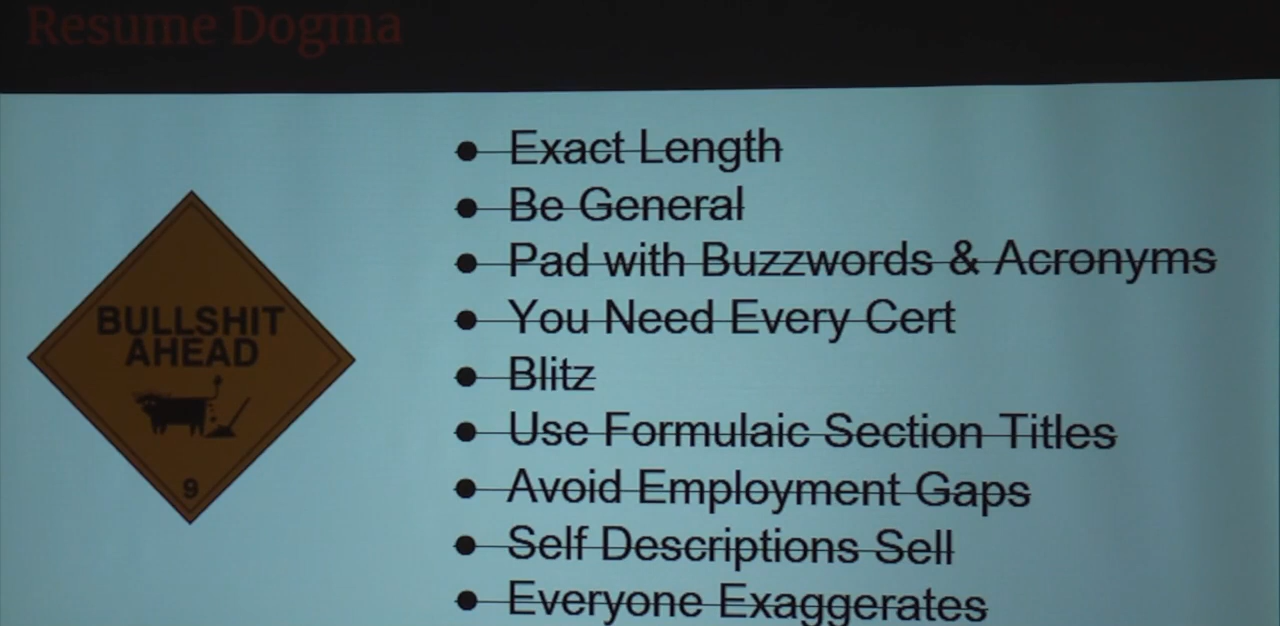 Resume Dogma
BULLSHIT
AHEAD
9
Exact Length
Be General
Pad with Buzzwords & Acronyms
You Need Every Cert
Blitz
Use Formulaic Section Titles
Avoid Employment Gaps
Self Descriptions Sell
Everyone Exaggerates